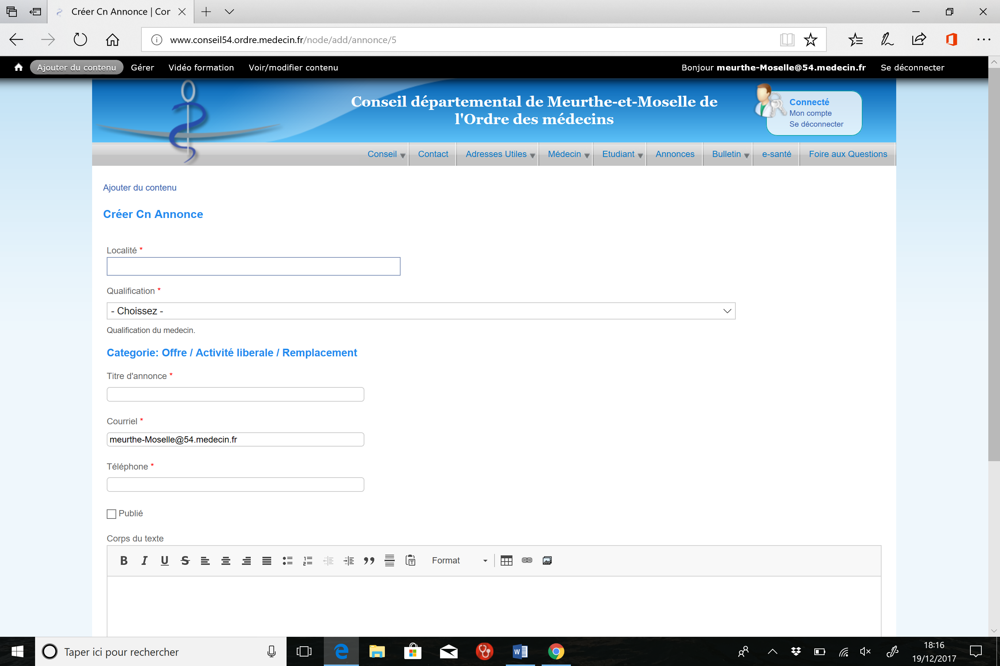 Créer Cn Annonce | Cor
www.conseil54.ordre.medecin.fr/node/add/annonce/5
Ajouter du contenu Gérer Vidéo formation Voir/modifier contenu Bonjour meurthe-Moselle@54.medecin.fr Se déconnecter
Conseil départemental de Meurthe-et-Moselle de
l'Ordre des médecins
Connecté
Mon compte
Se déconnecter
Conseil Contact Adresses Utiles Médecin Etudiant Annonces Bulletin e-santé Foire aux Questions
Ajouter du contenu
Créer Cn Annonce
Localité *
Qualification *
- Choissez -
Qualification du medecin.
Categorie: Offre / Activité liberale / Remplacement
Titre d'annonce *
Courriel *
meurthe-Moselle@54.medecin.fr
Téléphone *
Publié
Corps du texte
B I U S Format
Taper ici pour rechercher
18:16
19/12/2017